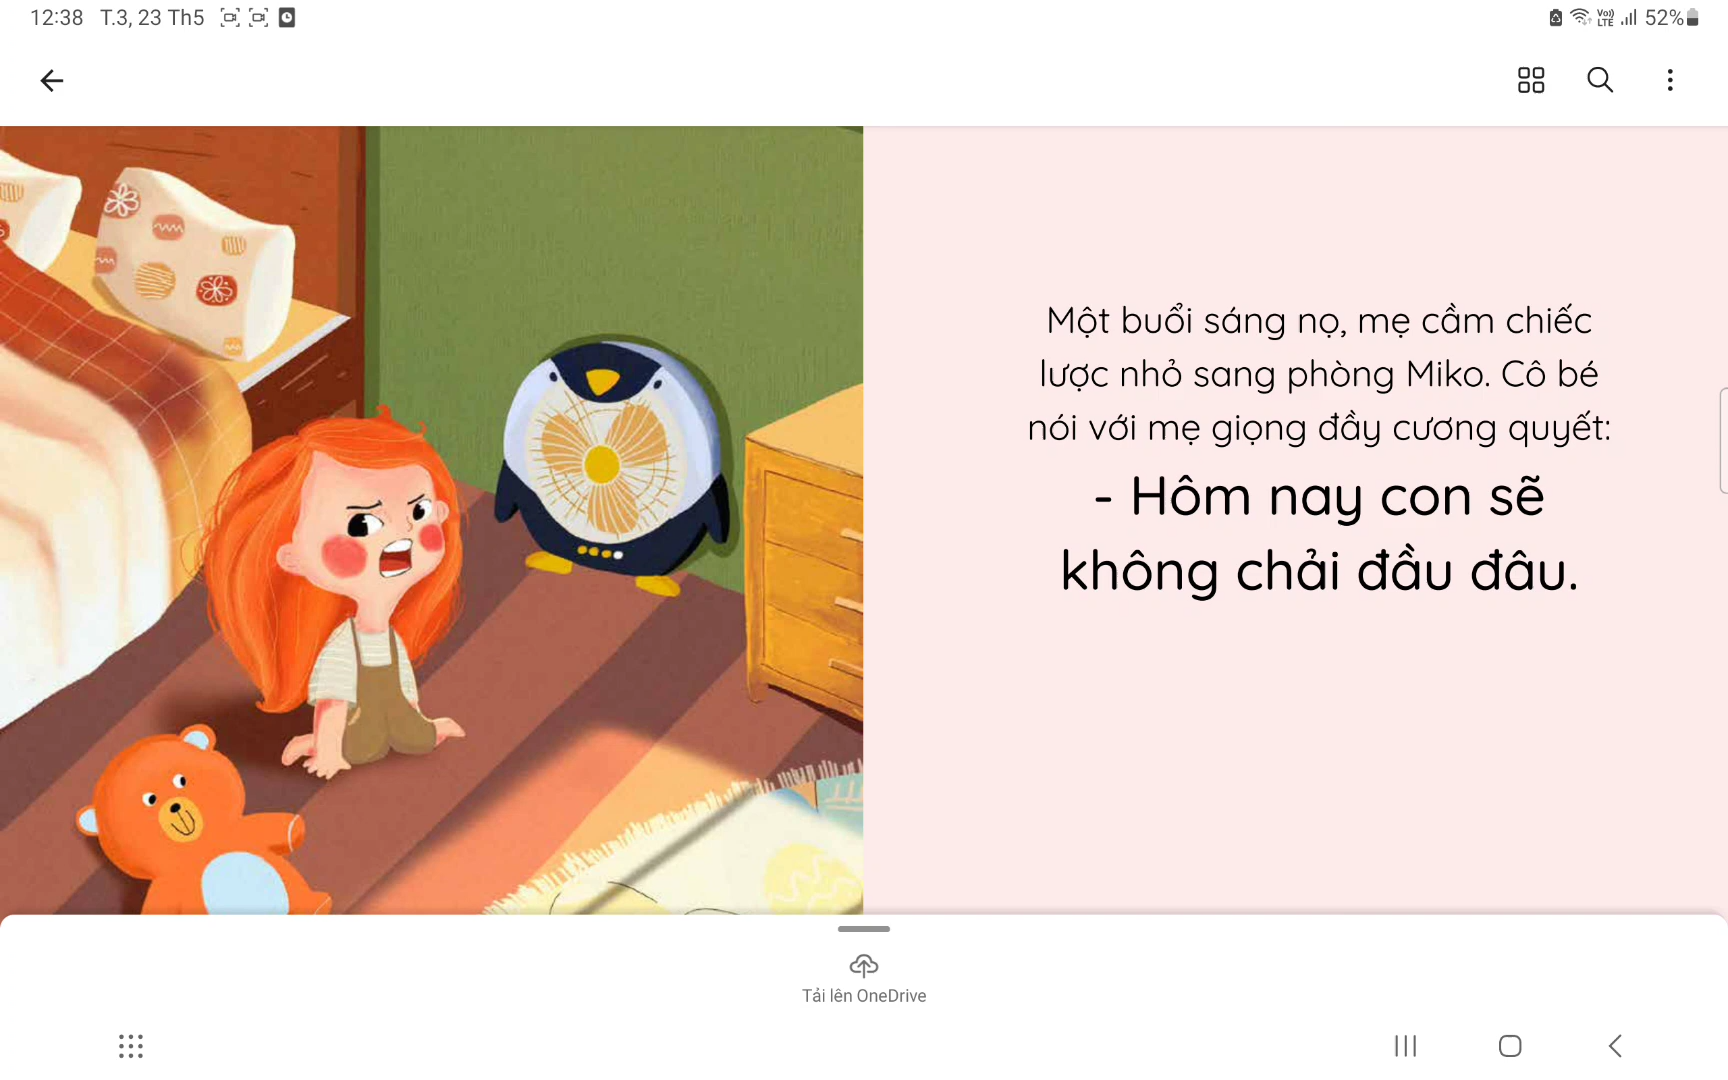 12:38 T.3, 23 Th5
Vo)) LTE 52%
Một buổi sáng nọ, mẹ cầm chiếc
lược nhỏ sang phòng Miko. Cô bé
nói với mẹ giọng đầy cương quyết:
- Hôm nay con sẽ
không chải đầu đâu.
Tải lên OneDrive